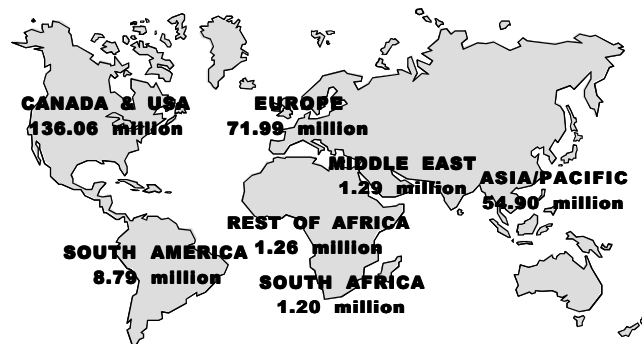 CANADA & USA
136.06 million
EUROPE
71.99 million
MIDDLE EAST
1.29 million
ASIA/PACIFIC
54.90 million
REST OF AFRICA
1.26 million
SOUTH AMERICA
8.79 million
SOUTH AFRICA
1.20 million